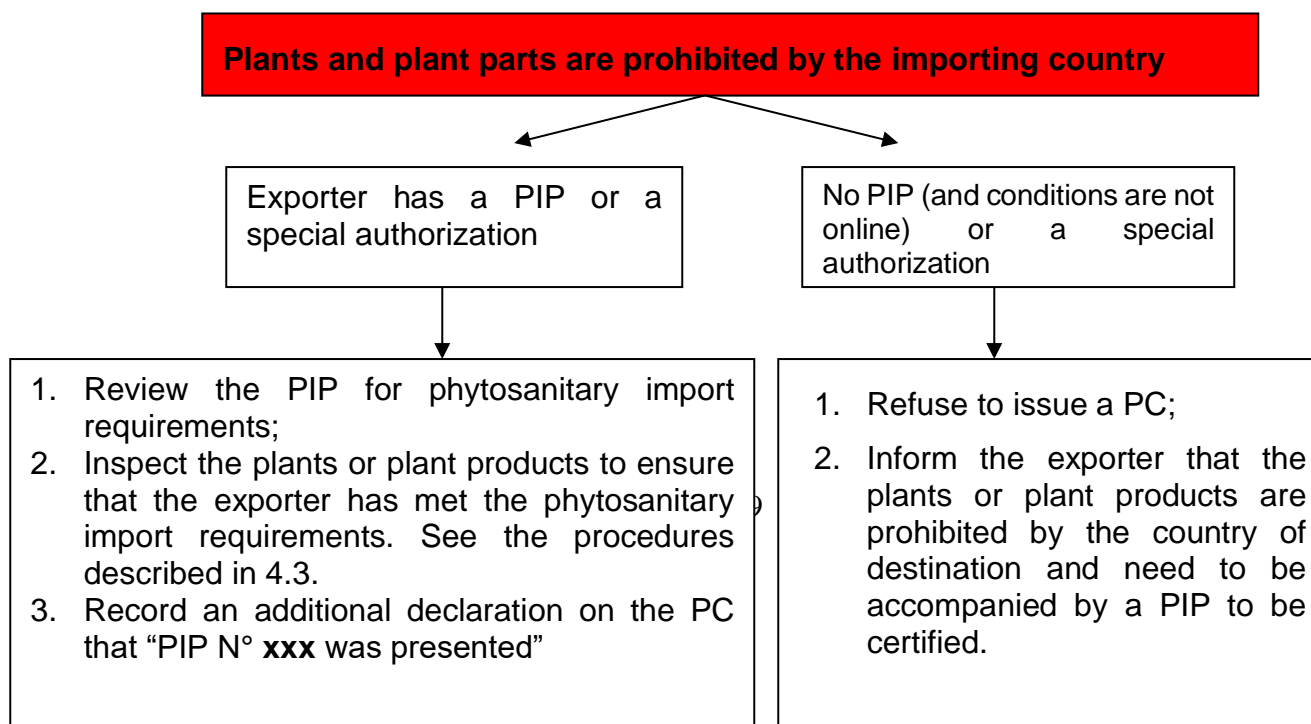 Plants and plant parts are prohibited by the importing country
Exporter has a PIP or a
special authorization
No PIP (and conditions are not
online) or a special
authorization
1. Review the PIP for phytosanitary import
requirements;
2. Inspect the plants or plant products to ensure
that the exporter has met the phytosanitary
import requirements. See the procedures
described in 4.3.
3. Record an additional declaration on the PC
that “PIP N° xxx was presented”
1. Refuse to issue a PC;
2. Inform the exporter that the
plants or plant products are
prohibited by the country of
destination and need to be
accompanied by a PIP to be
certified.